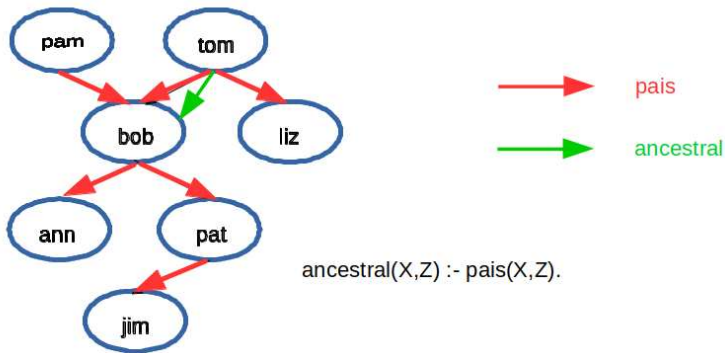 pam
tom
pais
bob
liz
ancestral
ann
pat
ancestral(X,Z) :- pais(X,Z).
jim